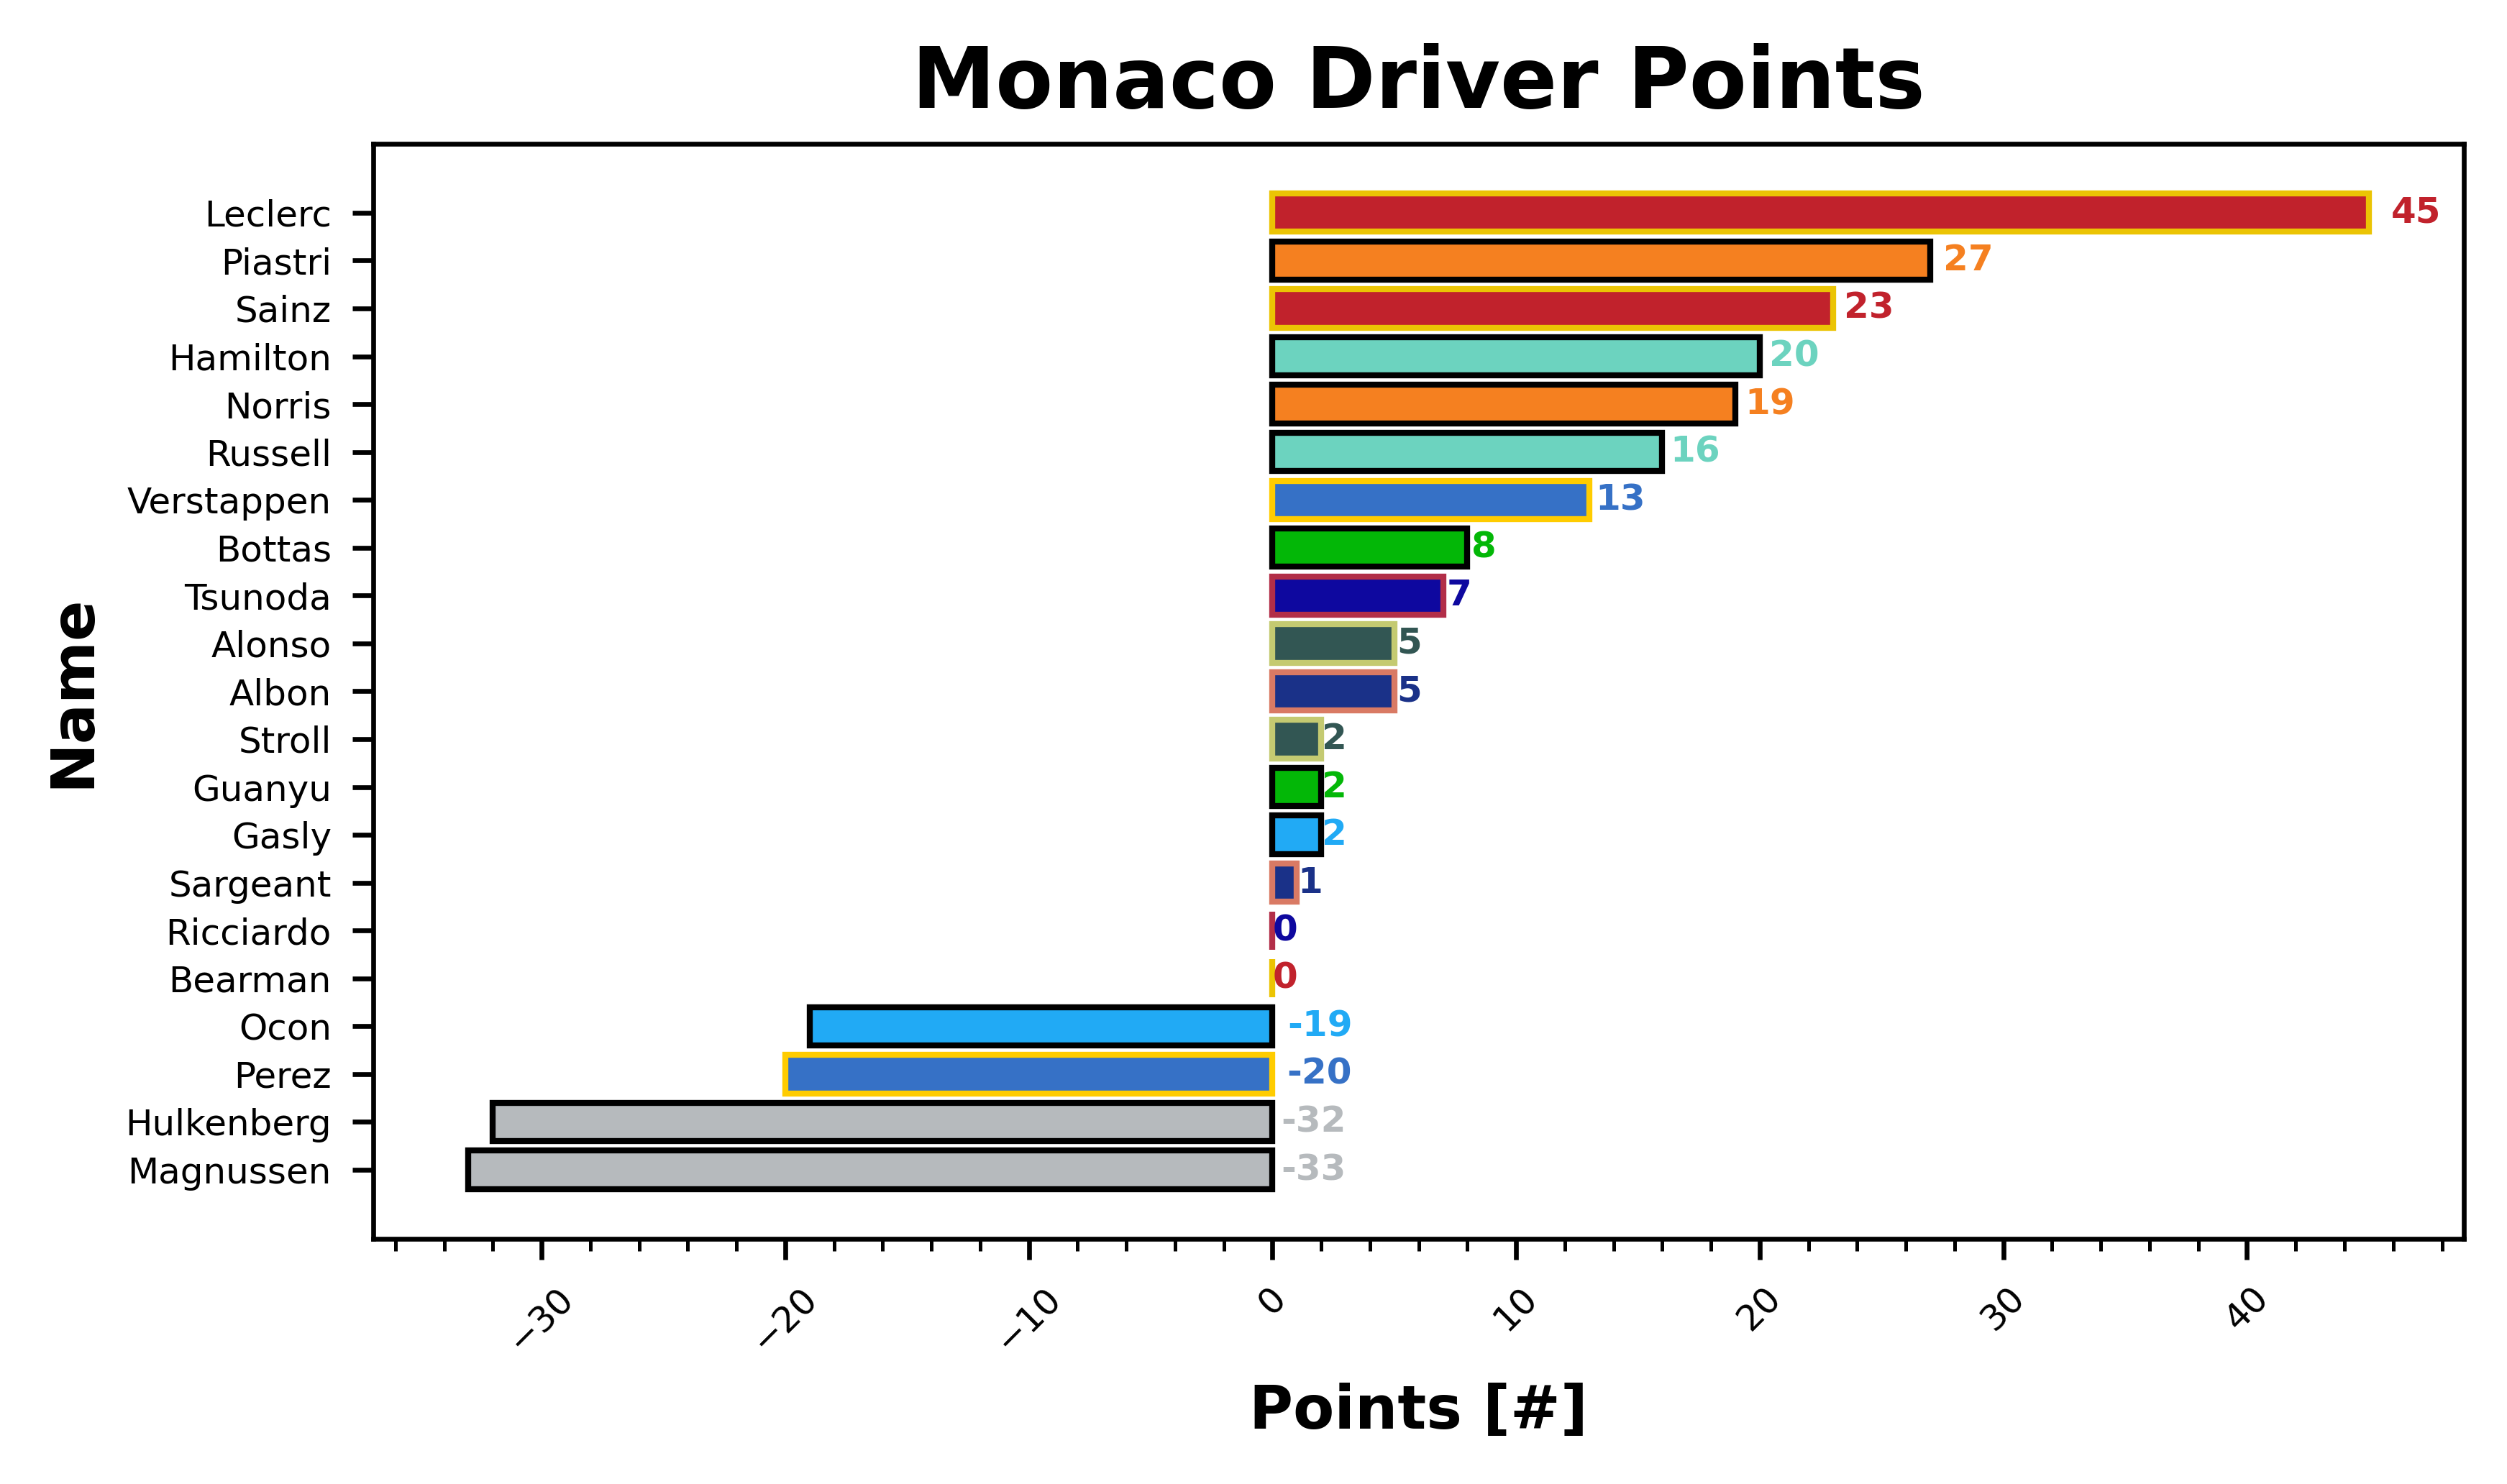 Monaco Driver Points
Name
Leclerc 45
Piastri 27
Sainz 23
Hamilton 20
Norris 19
Russell 16
Verstappen 13
Bottas 8
Tsunoda 7
Alonso 5
Albon 5
Stroll 2
Guanyu 2
Gasly 2
Sargeant 1
Ricciardo 0
Bearman 0
Ocon -19
Perez -20
Hulkenberg -32
Magnussen -33
−30 −20 −10 0 10 20 30 40
Points [#]